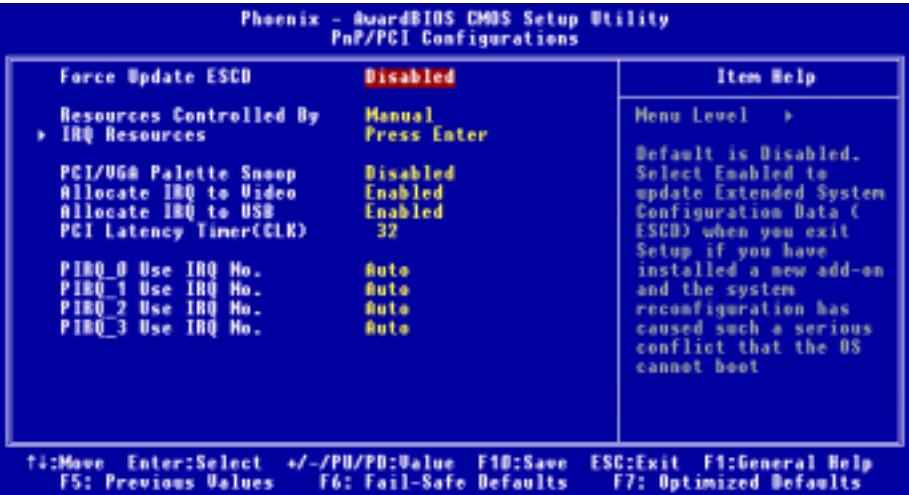 Phoenix - AwardBIOS CMOS Setup Utility
PnP/PCI Configurations
Force Update ESCD Disabled
Resources Controlled By Manual
IRQ Resources Press Enter
PCI/VGA Palette Snoop Disabled
Allocate IRQ to Video Enabled
Allocate IRQ to USB Enabled
PCI Latency Timer(CLK) 32
PIRQ_0 Use IRQ No. Auto
PIRQ_1 Use IRQ No. Auto
PIRQ_2 Use IRQ No. Auto
PIRQ_3 Use IRQ No. Auto
Item Help
Menu Level
Default is Disabled.
Select Enabled to
update Extended System
Configuration Data (
ESCD) when you exit
Setup if you have
installed a new add-on
and the system
reconfiguration has
caused such a serious
conflict that the OS
cannot boot
↑↓:Move Enter:Select +/-/PU/PD:Value F10:Save ESC:Exit F1:General Help
F5: Previous Values F6: Fail-Safe Defaults F7: Optimized Defaults